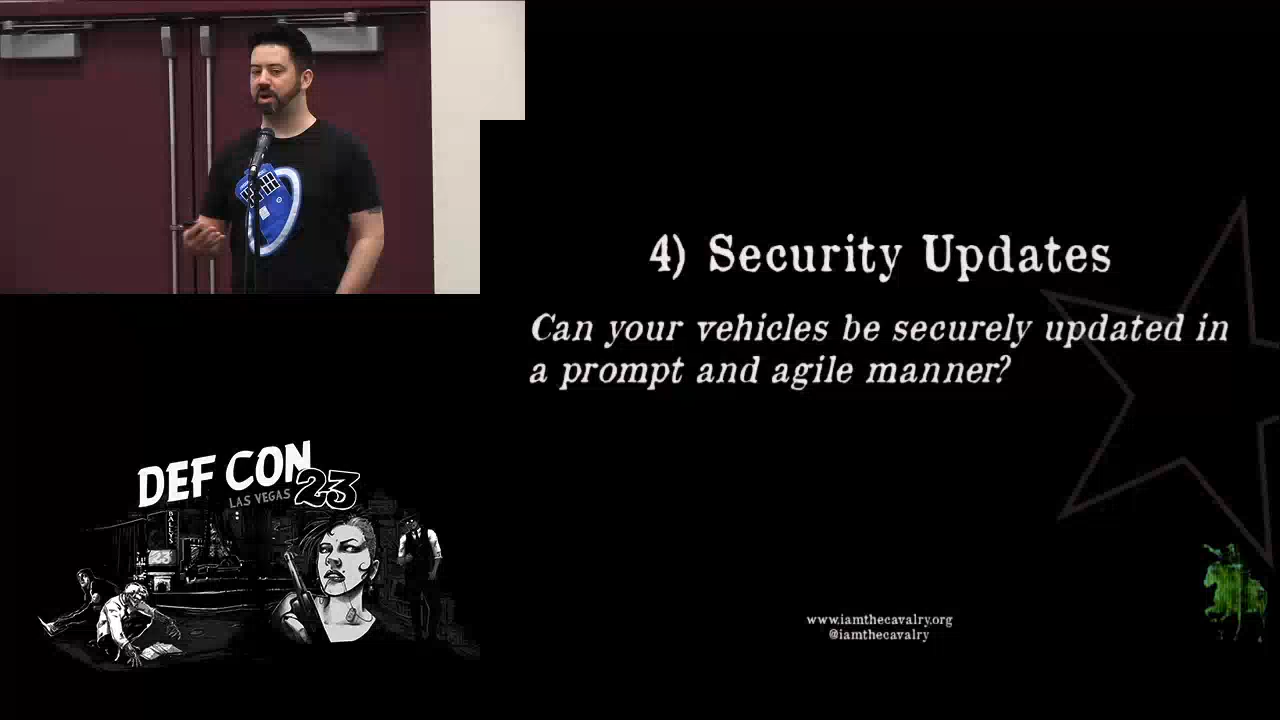 4) Security Updates
Can your vehicles be securely updated in
a prompt and agile manner?
DEF CON
LAS VEGAS 23
BALLYS
www.iamthecavalry.org
@iamthecavalry